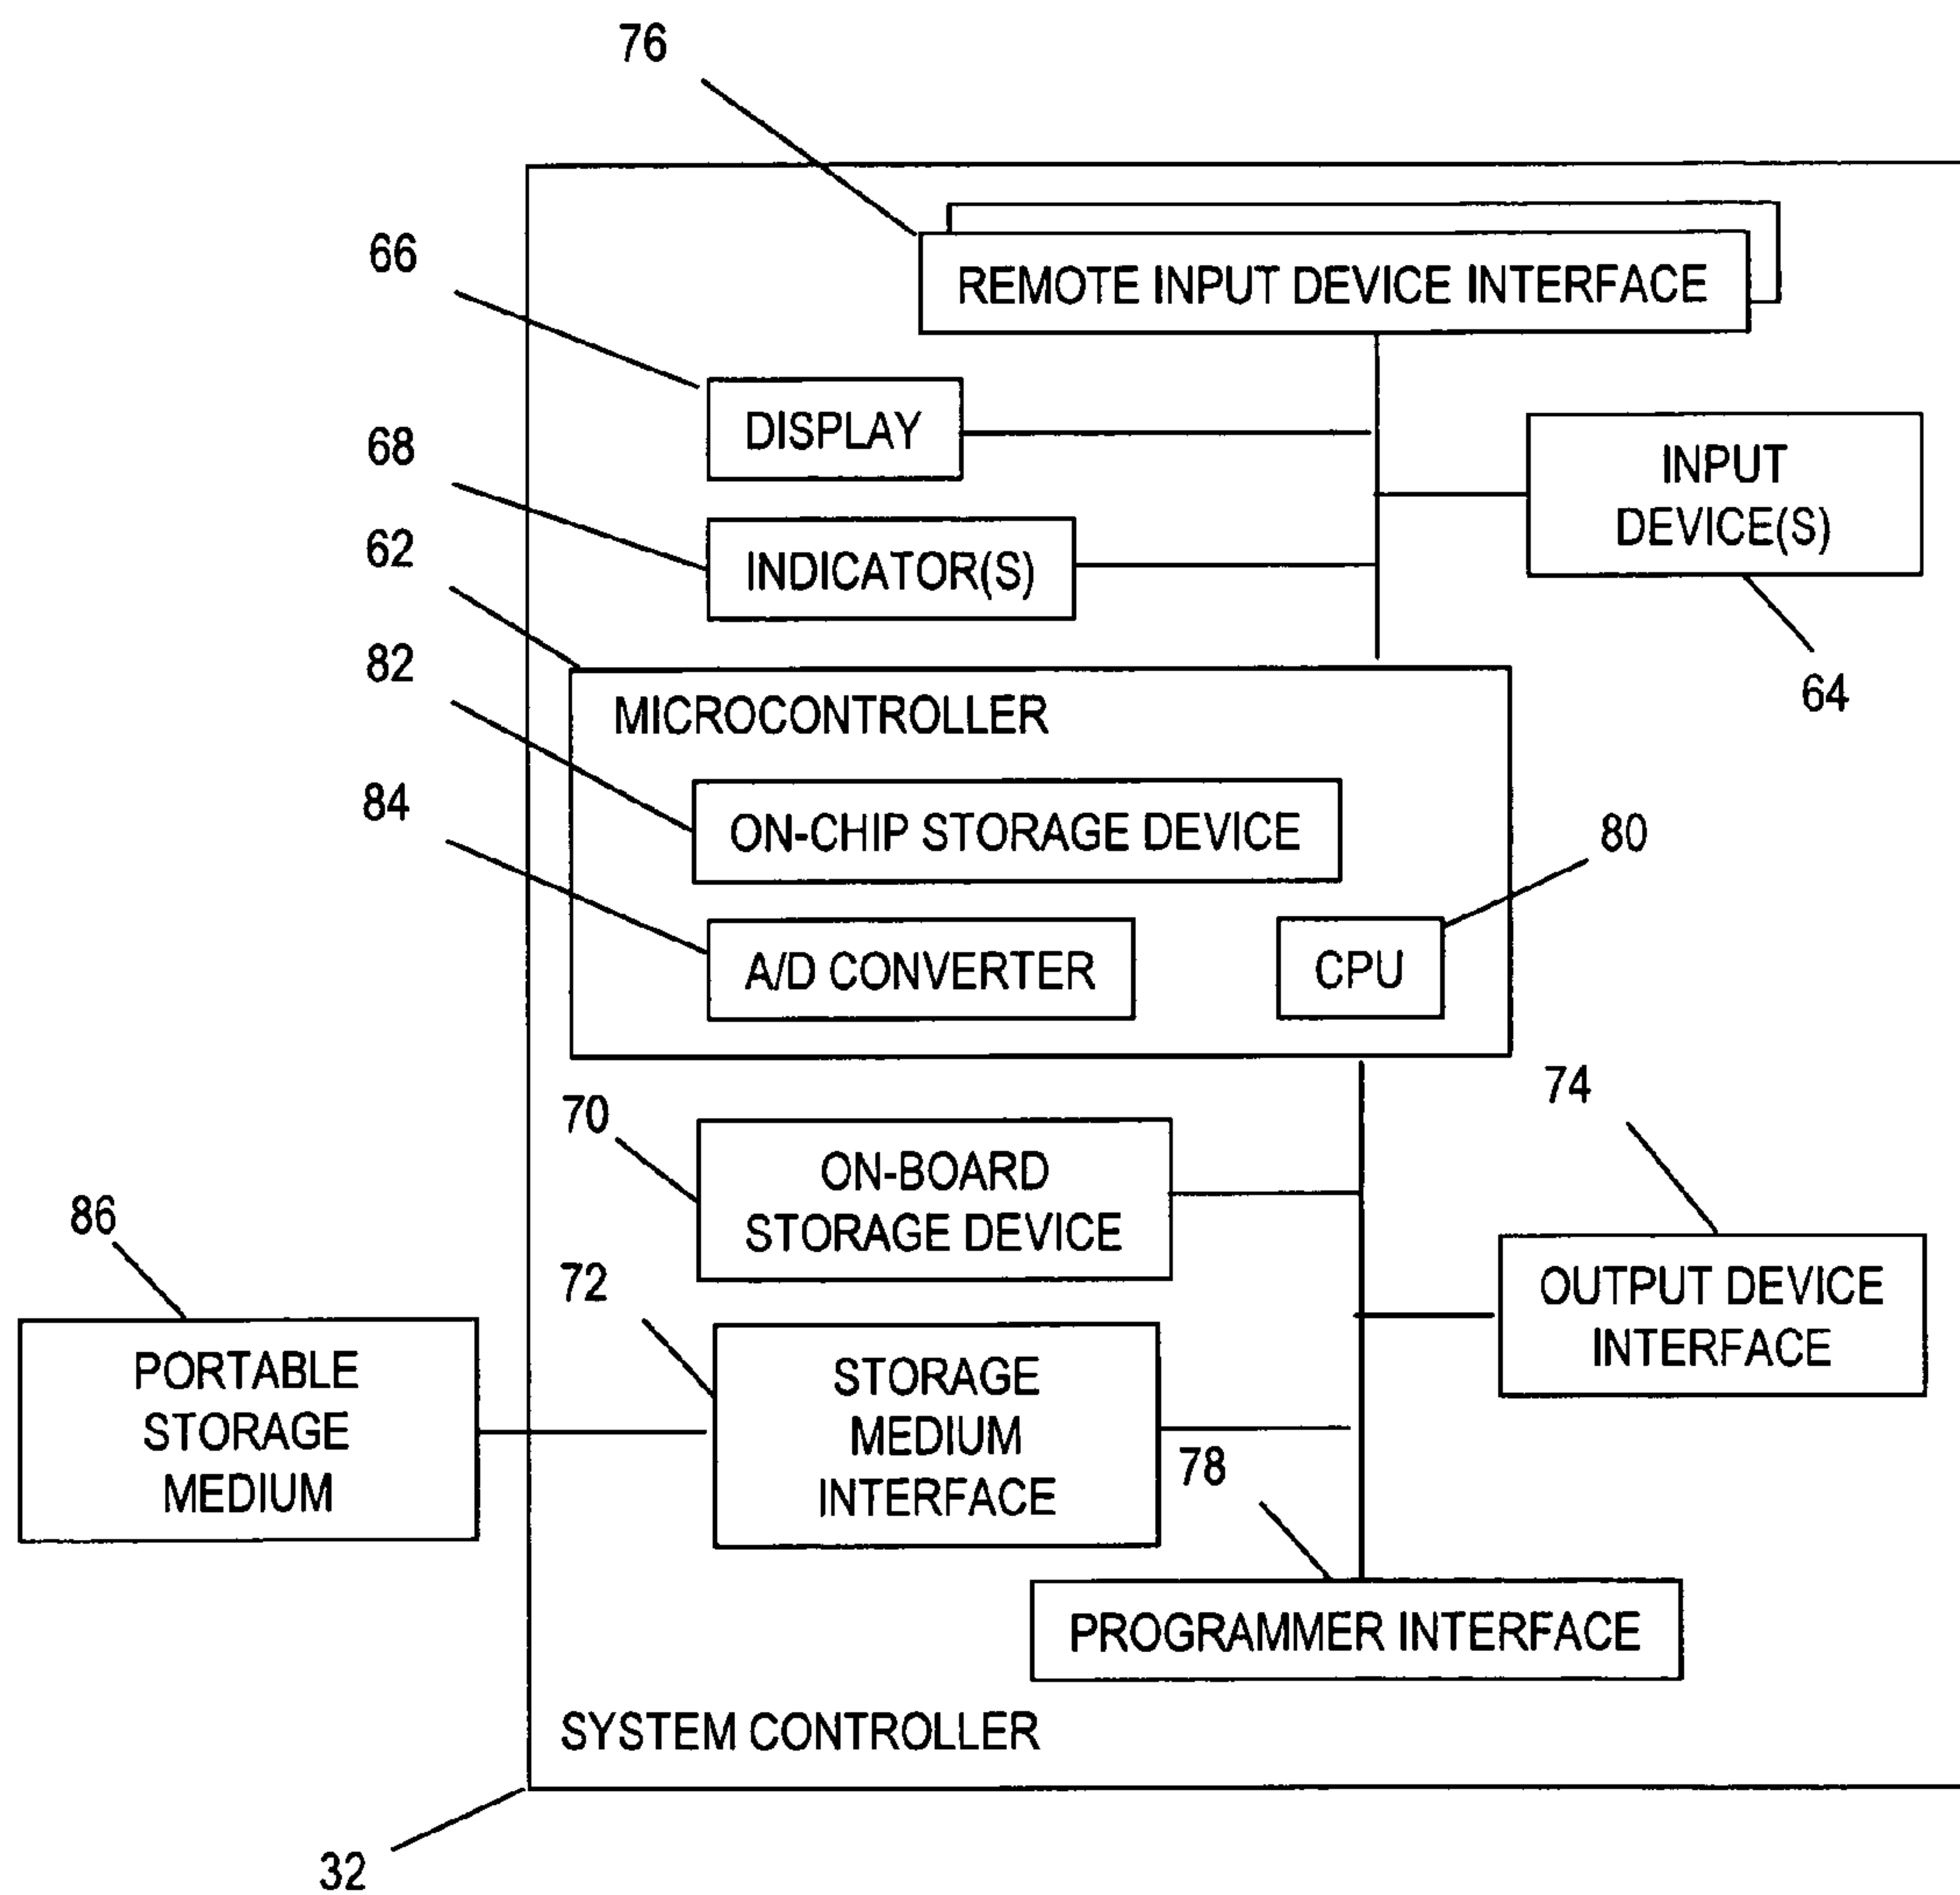 76
REMOTE INPUT DEVICE INTERFACE
66
DISPLAY
68
INPUT
DEVICE(S)
INDICATOR(S)
62
64
82
MICROCONTROLLER
ON-CHIP STORAGE DEVICE
84
80
A/D CONVERTER
CPU
70
74
ON-BOARD
STORAGE DEVICE
86
72
OUTPUT DEVICE
INTERFACE
PORTABLE
STORAGE
MEDIUM
STORAGE
MEDIUM
INTERFACE
78
PROGRAMMER INTERFACE
SYSTEM CONTROLLER
32